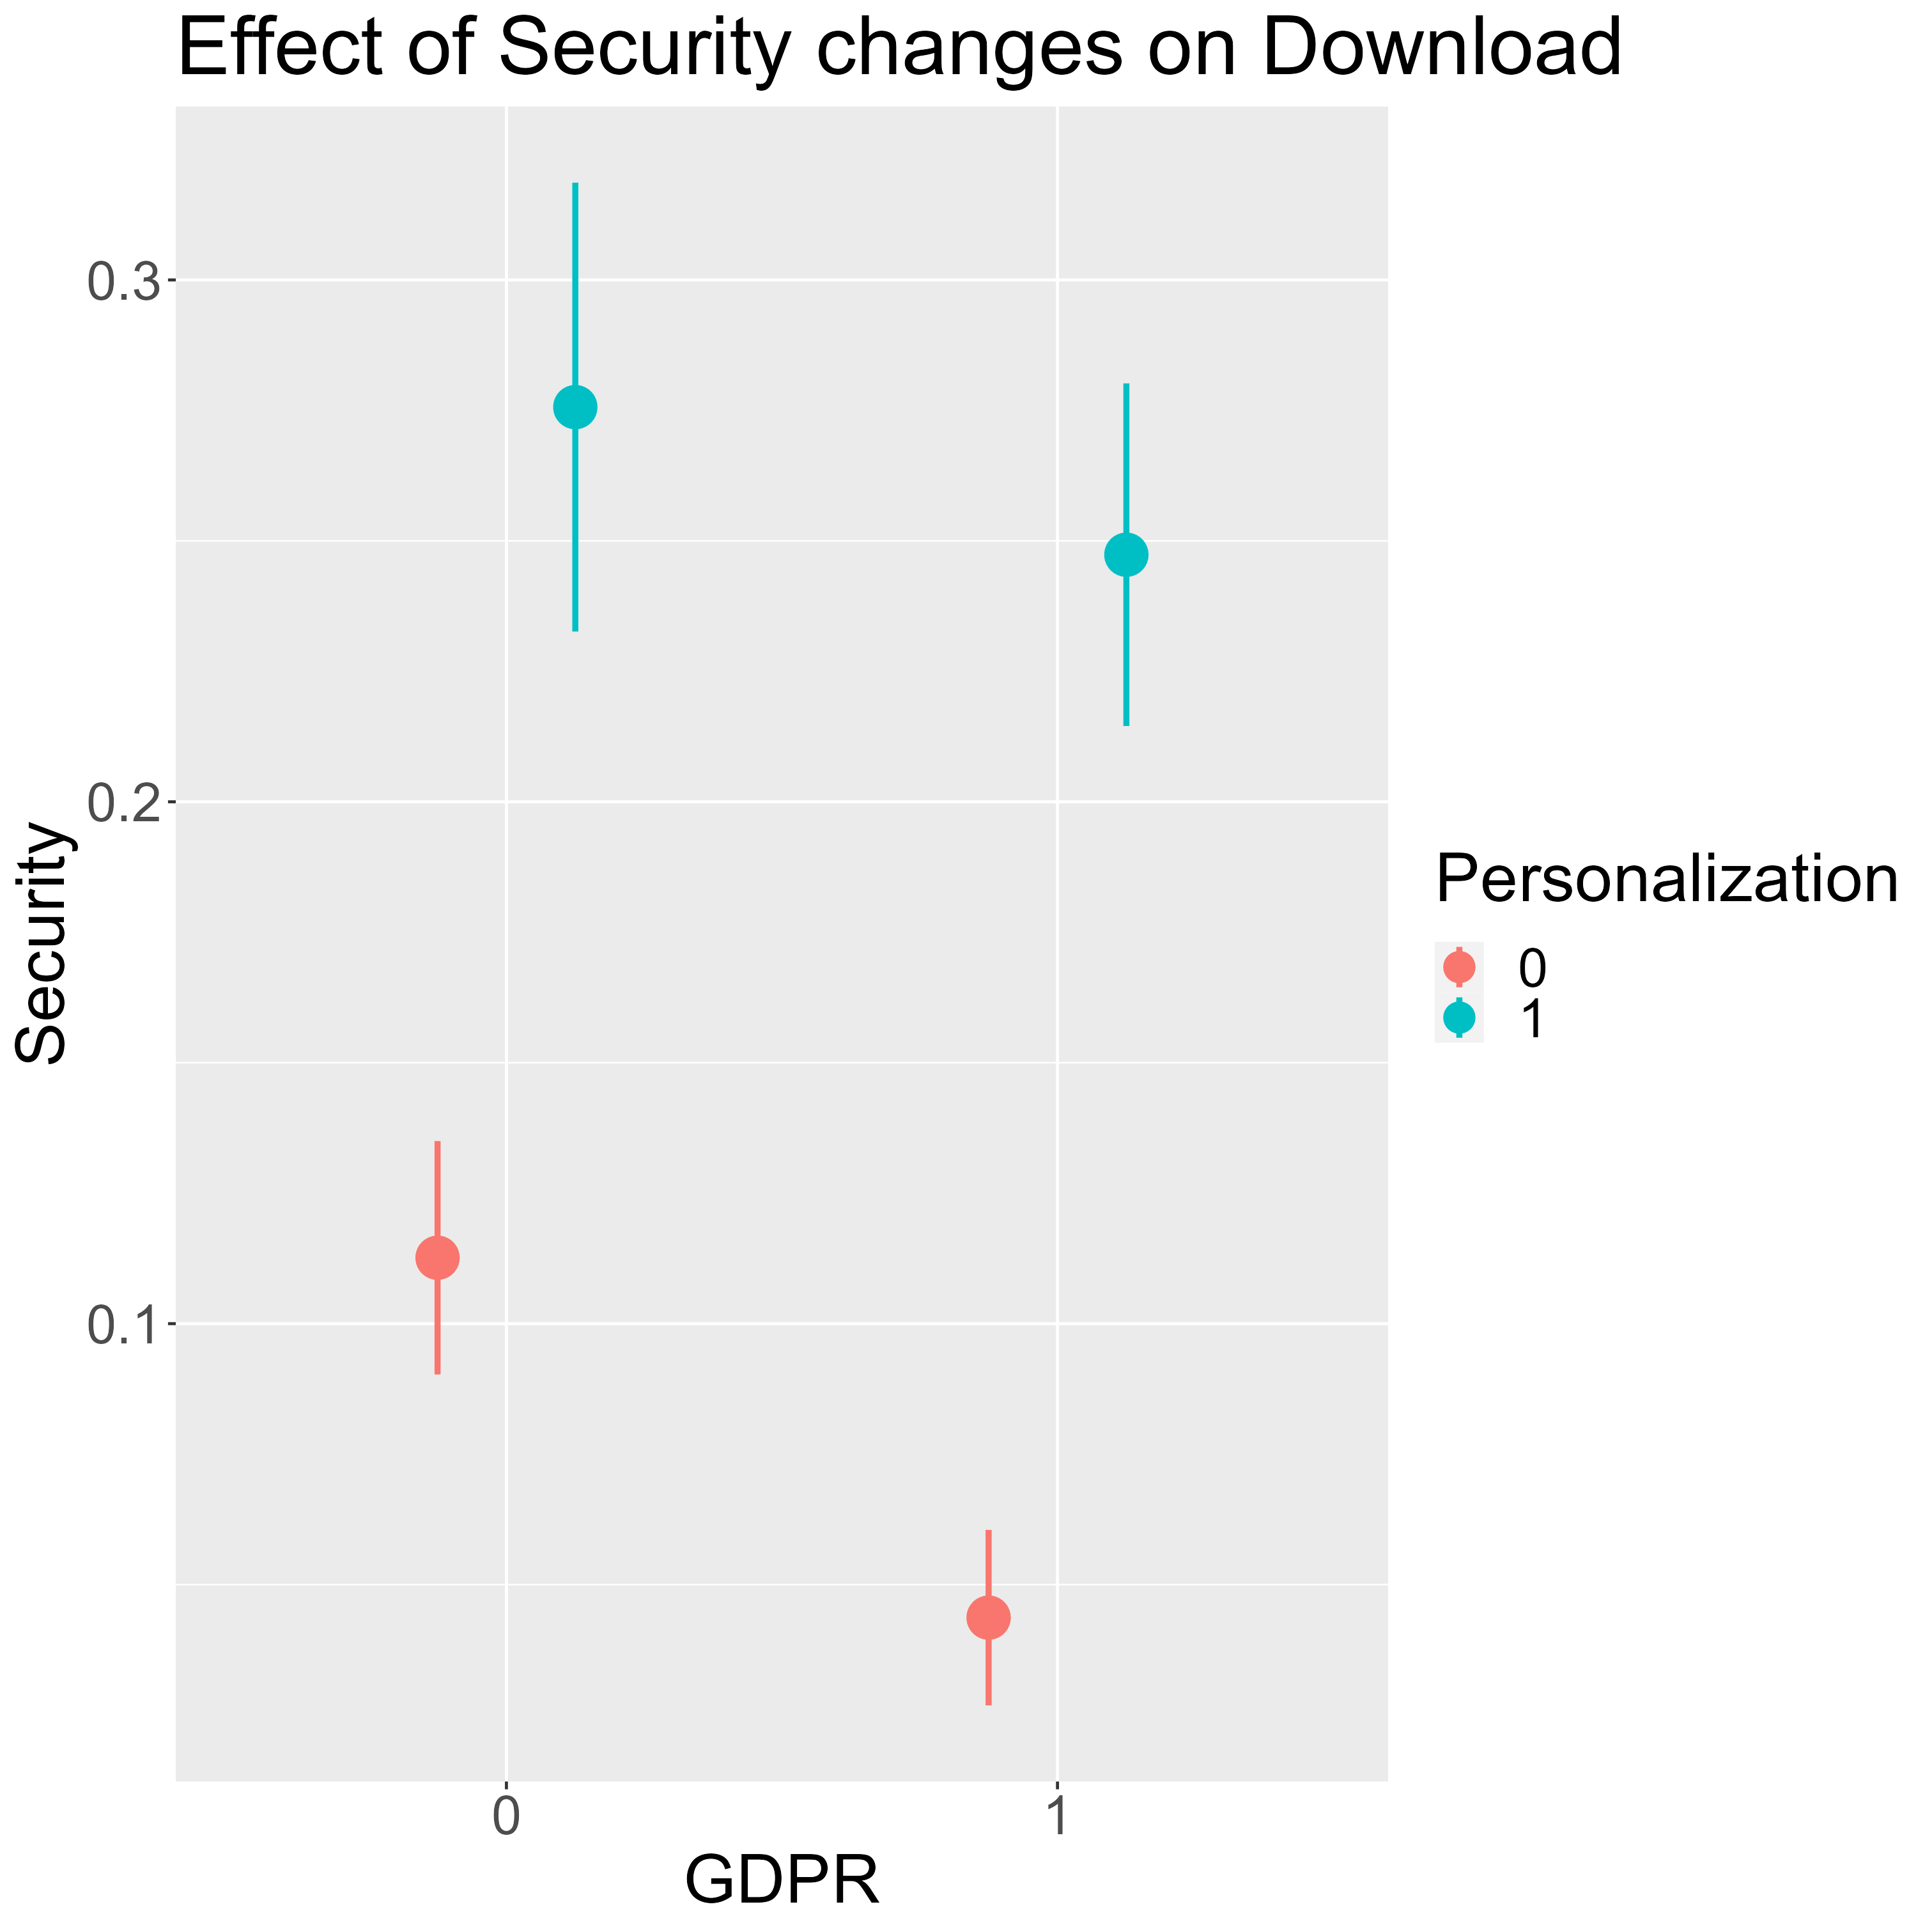 Effect of Security changes on Download
0.3
0.2
0.1
Security
0
1
GDPR
Personalization
0
1